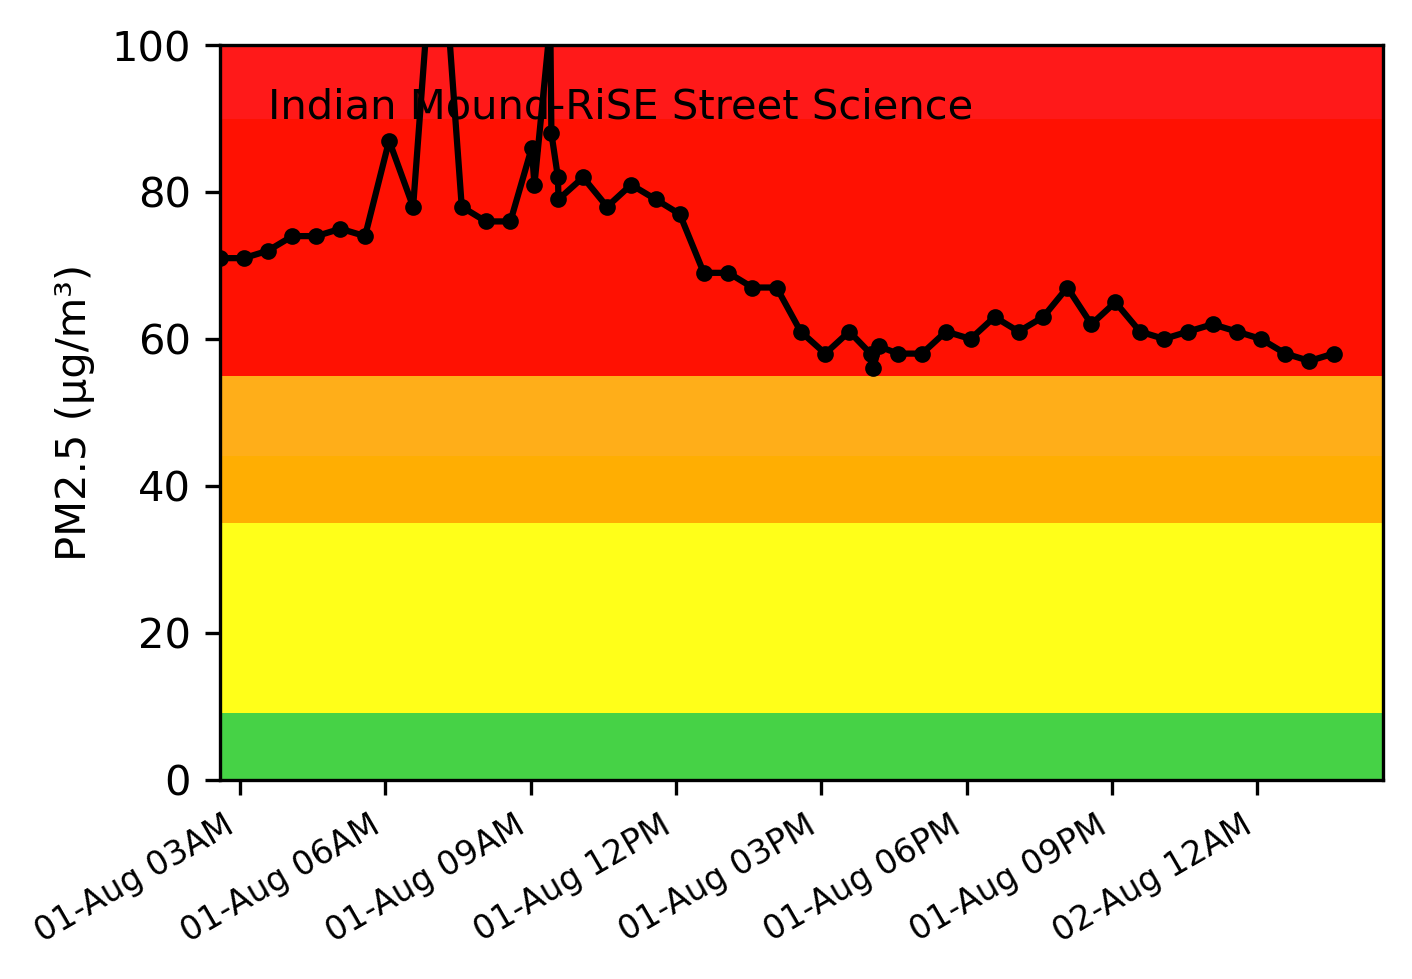 100
Indian Mound-RiSE Street Science
80
60
40
20
0
PM2.5 (µg/m³)
01-Aug 03AM
01-Aug 06AM
01-Aug 09AM
01-Aug 12PM
01-Aug 03PM
01-Aug 06PM
01-Aug 09PM
02-Aug 12AM